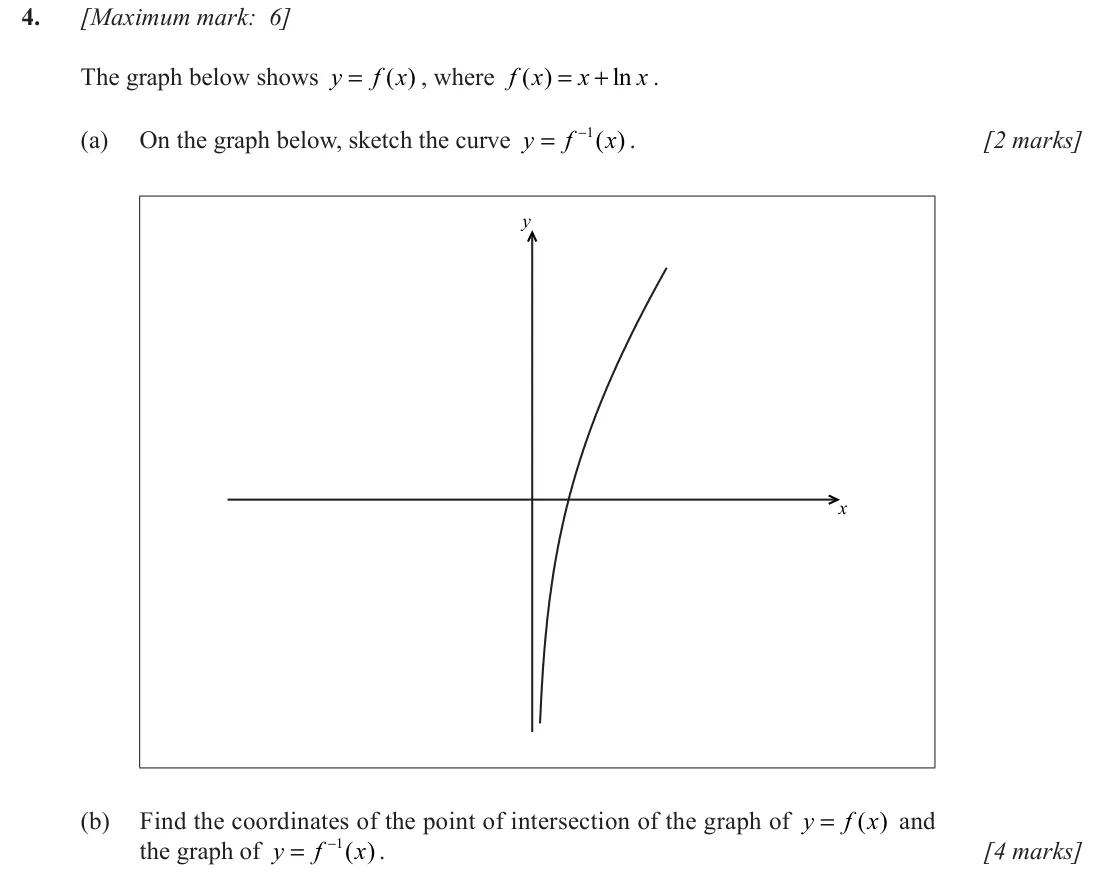 4. [Maximum mark: 6]
The graph below shows y = f(x), where f(x) = x + ln x.
(a) On the graph below, sketch the curve y = f⁻¹(x). [2 marks]
y
x
(b) Find the coordinates of the point of intersection of the graph of y = f(x) and
the graph of y = f⁻¹(x). [4 marks]